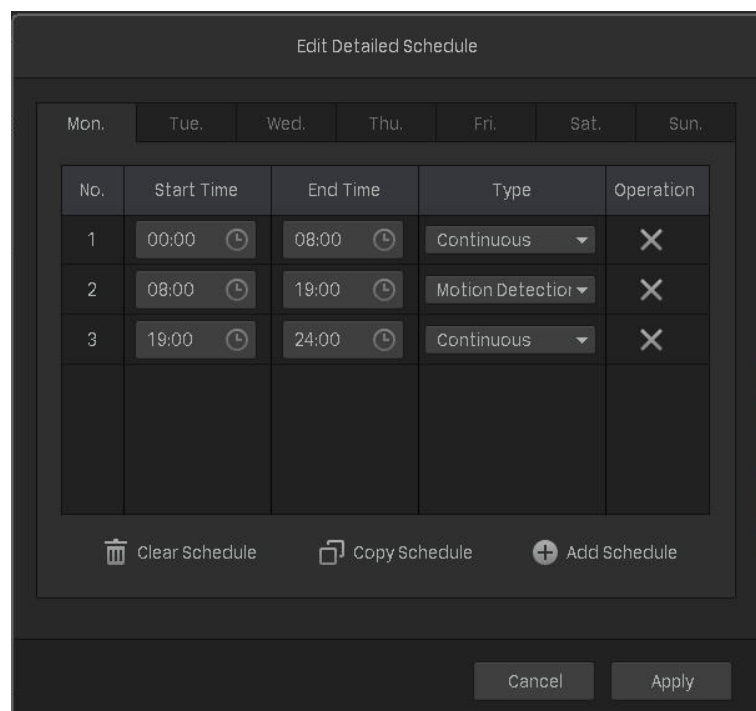 Edit Detailed Schedule
Mon. Tue. Wed. Thu. Fri. Sat. Sun.
No. Start Time End Time Type Operation
1 00:00 08:00 Continuous
2 08:00 19:00 Motion Detection
3 19:00 24:00 Continuous
Clear Schedule Copy Schedule Add Schedule
Cancel Apply